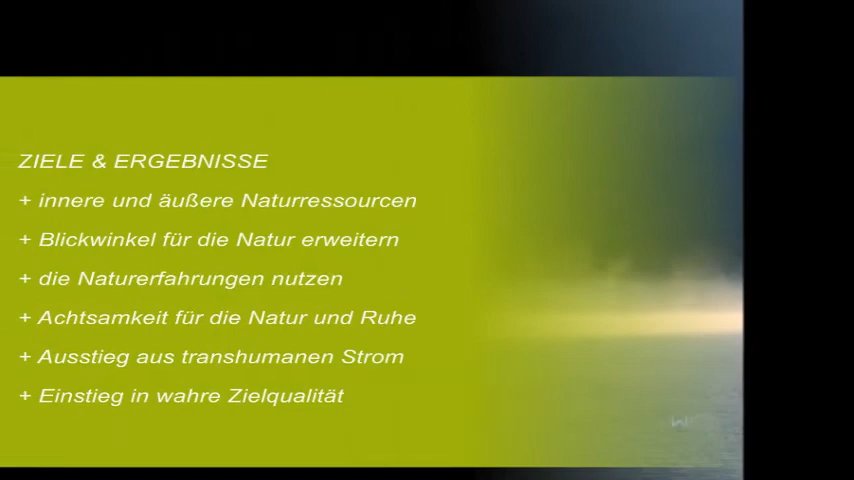 ZIELE & ERGEBNISSE
+ innere und äußere Naturressourcen
+ Blickwinkel für die Natur erweitern
+ die Naturerfahrungen nutzen
+ Achtsamkeit für die Natur und Ruhe
+ Ausstieg aus transhumanen Strom
+ Einstieg in wahre Zielqualität